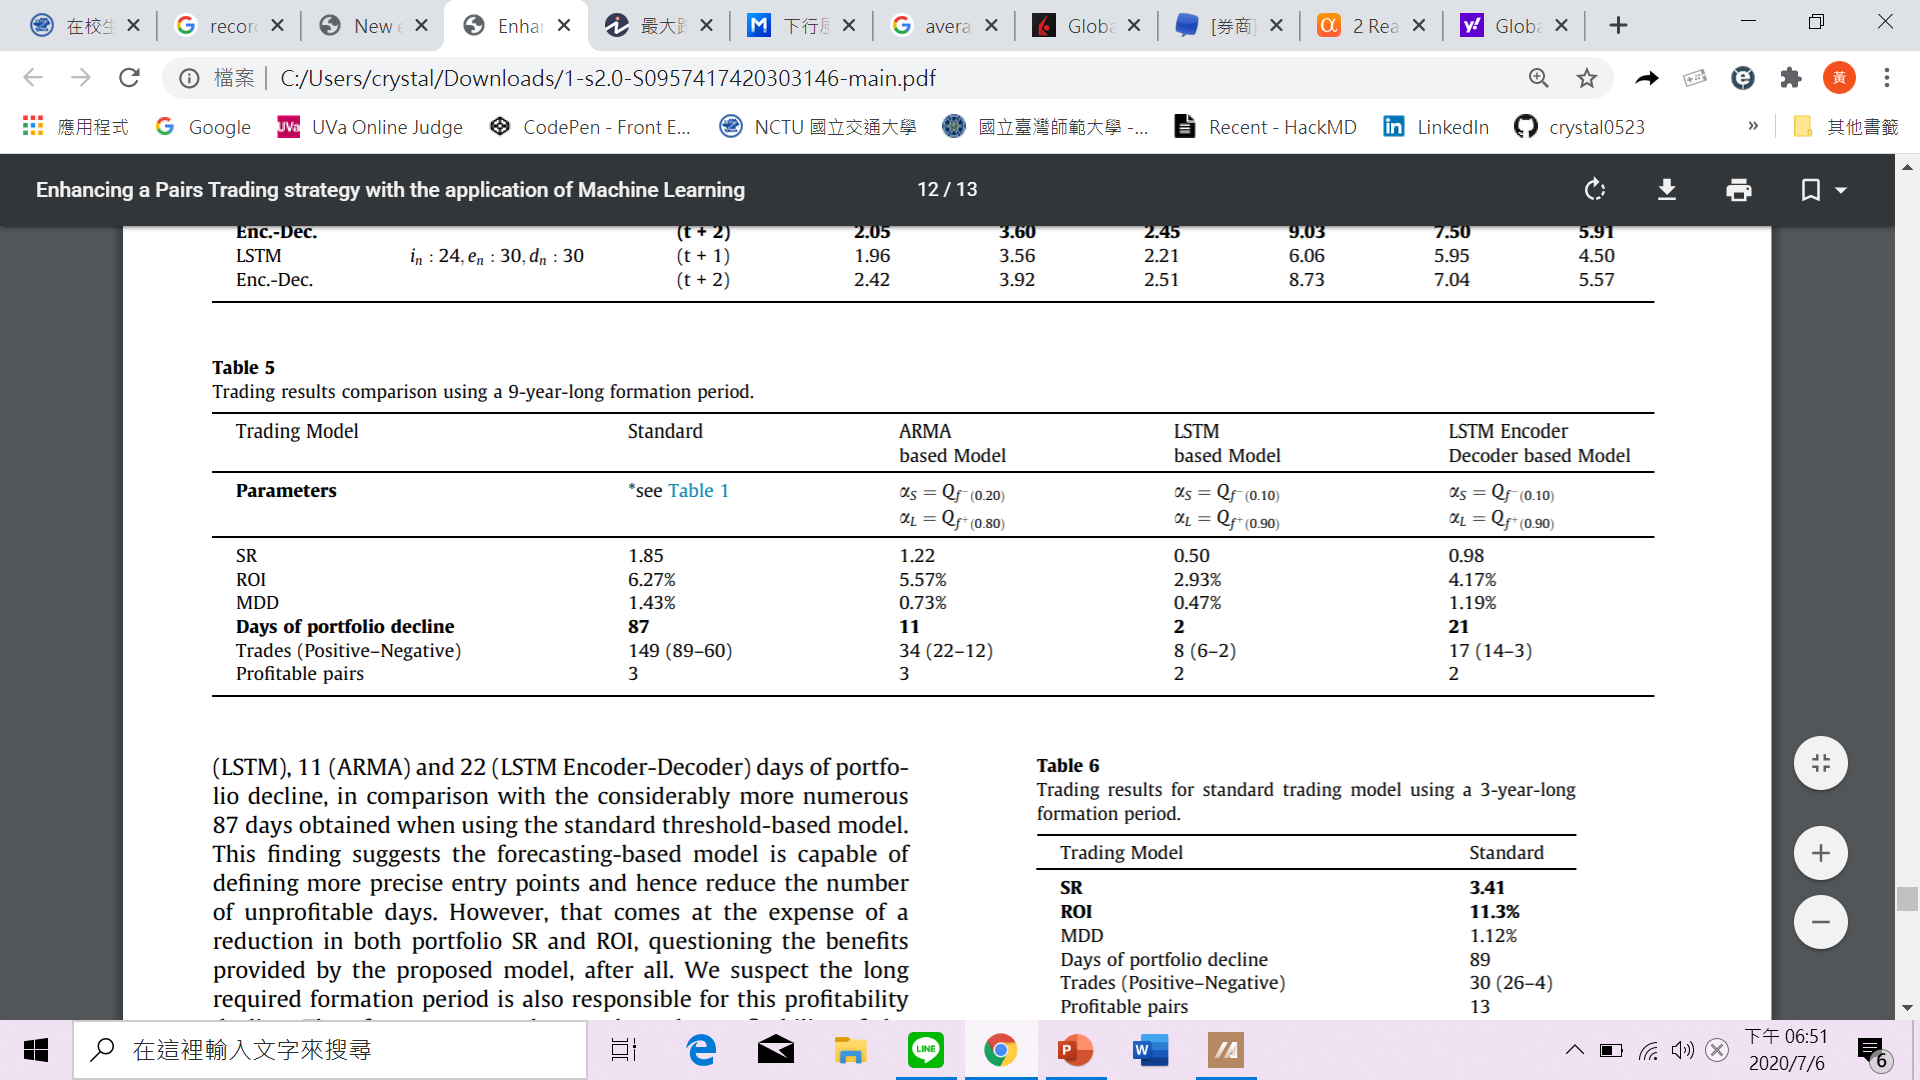 在校生
recor
New e
Enhan
最大跌
下行風
avera
Globa
[券商]
2 Rea
Globa
檔案 C:/Users/crystal/Downloads/1-s2.0-S0957417420303146-main.pdf
黃
應用程式 Google UVa Online Judge CodePen - Front E... NCTU 國立交通大學 國立臺灣師範大學 -... Recent - HackMD LinkedIn crystal0523 » 其他書籤
Enhancing a Pairs Trading strategy with the application of Machine Learning 12 / 13
Enc.-Dec. (t + 2) 2.05 3.60 2.45 9.03 7.50 5.91
LSTM iₙ : 24, eₙ : 30, dₙ : 30 (t + 1) 1.96 3.56 2.21 6.06 5.95 4.50
Enc.-Dec. (t + 2) 2.42 3.92 2.51 8.73 7.04 5.57
Table 5
Trading results comparison using a 9-year-long formation period.
Trading Model Standard ARMA LSTM LSTM Encoder
based Model based Model Decoder based Model
Parameters *see Table 1 αS = Qf⁻(0.20) αS = Qf⁻(0.10) αS = Qf⁻(0.10)
αL = Qf⁺(0.80) αL = Qf⁺(0.90) αL = Qf⁺(0.90)
SR 1.85 1.22 0.50 0.98
ROI 6.27% 5.57% 2.93% 4.17%
MDD 1.43% 0.73% 0.47% 1.19%
Days of portfolio decline 87 11 2 21
Trades (Positive–Negative) 149 (89–60) 34 (22–12) 8 (6–2) 17 (14–3)
Profitable pairs 3 3 2 2
(LSTM), 11 (ARMA) and 22 (LSTM Encoder-Decoder) days of portfo-
lio decline, in comparison with the considerably more numerous
87 days obtained when using the standard threshold-based model.
This finding suggests the forecasting-based model is capable of
defining more precise entry points and hence reduce the number
of unprofitable days. However, that comes at the expense of a
reduction in both portfolio SR and ROI, questioning the benefits
provided by the proposed model, after all. We suspect the long
required formation period is also responsible for this profitability
Table 6
Trading results for standard trading model using a 3-year-long
formation period.
Trading Model Standard
SR 3.41
ROI 11.3%
MDD 1.12%
Days of portfolio decline 89
Trades (Positive–Negative) 30 (26–4)
Profitable pairs 13
在這裡輸入文字來搜尋
LINE
下午 06:51
2020/7/6
6